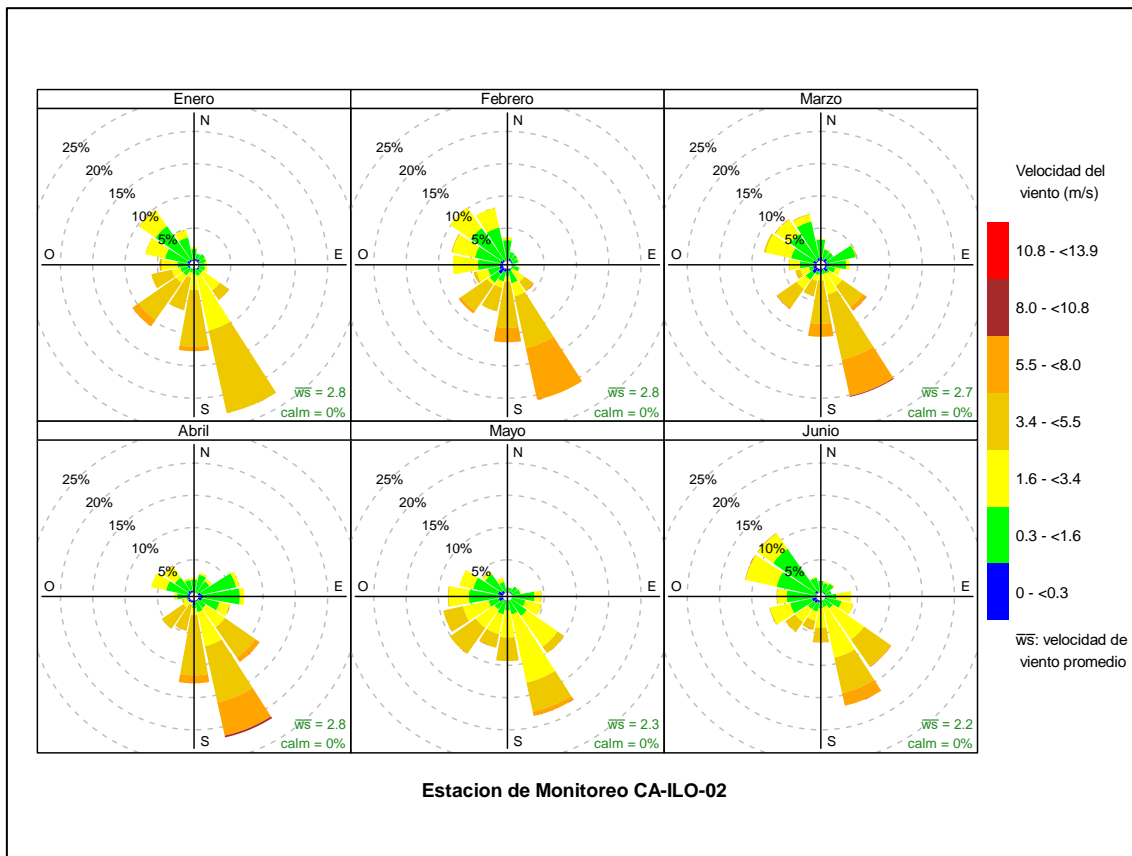 Enero
Febrero
Marzo
N
25%
20%
15%
10%
5%
O
E
S
ws = 2.8
calm = 0%
N
25%
20%
15%
10%
5%
O
E
S
ws = 2.8
calm = 0%
N
25%
20%
15%
10%
5%
O
E
S
ws = 2.7
calm = 0%
Abril
Mayo
Junio
N
25%
20%
15%
10%
5%
O
E
S
ws = 2.8
calm = 0%
N
25%
20%
15%
10%
5%
O
E
S
ws = 2.3
calm = 0%
N
25%
20%
15%
10%
5%
O
E
S
ws = 2.2
calm = 0%
Velocidad del
viento (m/s)
10.8 - <13.9
8.0 - <10.8
5.5 - <8.0
3.4 - <5.5
1.6 - <3.4
0.3 - <1.6
0 - <0.3
ws: velocidad de
viento promedio
Estacion de Monitoreo CA-ILO-02